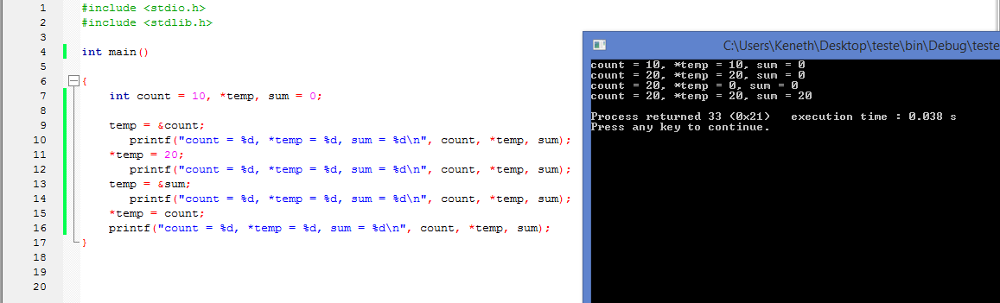 1 #include <stdio.h>
2 #include <stdlib.h>
3
4 int main()
5
6 {
7 int count = 10, *temp, sum = 0;
8
9 temp = &count;
10 printf("count = %d, *temp = %d, sum = %d\n", count, *temp, sum);
11 *temp = 20;
12 printf("count = %d, *temp = %d, sum = %d\n", count, *temp, sum);
13 temp = &sum;
14 printf("count = %d, *temp = %d, sum = %d\n", count, *temp, sum);
15 *temp = count;
16 printf("count = %d, *temp = %d, sum = %d\n", count, *temp, sum);
17 }
18
19
20
C:\Users\Keneth\Desktop\teste\bin\Debug\teste
count = 10, *temp = 10, sum = 0
count = 20, *temp = 20, sum = 0
count = 20, *temp = 0, sum = 0
count = 20, *temp = 20, sum = 20
Process returned 33 (0x21) execution time : 0.038 s
Press any key to continue.